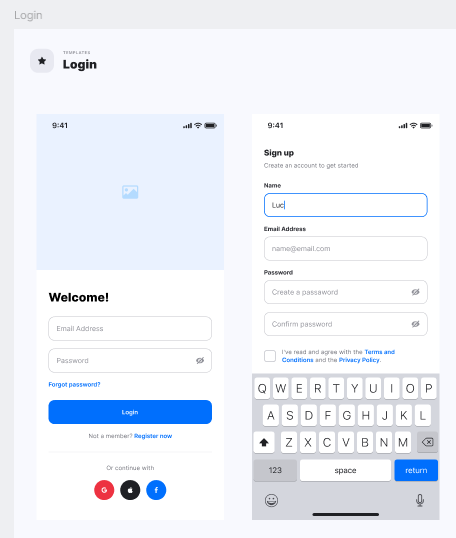 Login
TEMPLATES
Login
9:41
Welcome!
Email Address
Password
Forgot password?
Login
Not a member? Register now
Or continue with
G
f
9:41
Sign up
Create an account to get started
Name
Luc
Email Address
name@email.com
Password
Create a passaword
Confirm password
I've read and agree with the Terms and
Conditions and the Privacy Policy.
Q W E R T Y U I O P
A S D F G H J K L
Z X C V B N M
123 space return